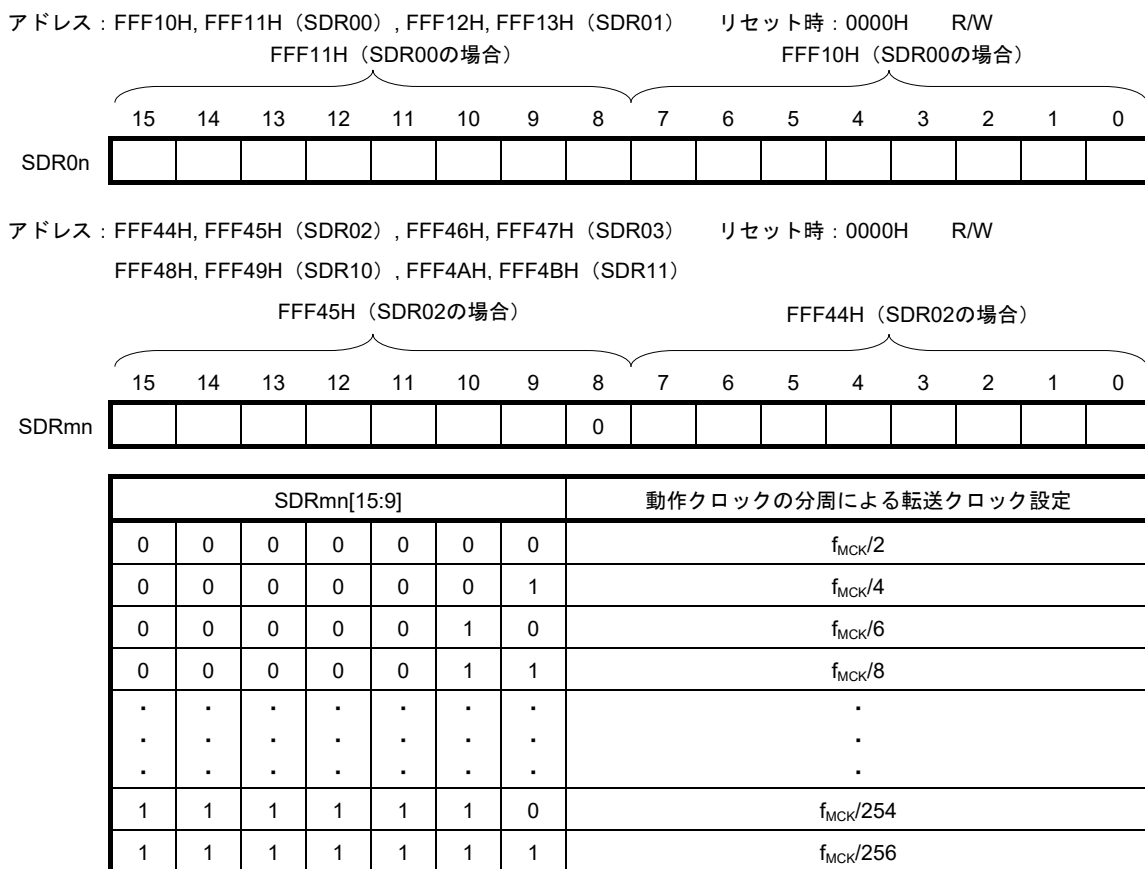 アドレス：FFF10H, FFF11H（SDR00）, FFF12H, FFF13H（SDR01） リセット時：0000H R/W
FFF11H（SDR00の場合） FFF10H（SDR00の場合）
15 14 13 12 11 10 9 8 7 6 5 4 3 2 1 0
SDR0n
アドレス：FFF44H, FFF45H（SDR02）, FFF46H, FFF47H（SDR03） リセット時：0000H R/W
FFF48H, FFF49H（SDR10）, FFF4AH, FFF4BH（SDR11）
FFF45H（SDR02の場合） FFF44H（SDR02の場合）
15 14 13 12 11 10 9 8 7 6 5 4 3 2 1 0
SDRmn 0
SDRmn[15:9] 動作クロックの分周による転送クロック設定
0 0 0 0 0 0 0 fMCK/2
0 0 0 0 0 0 1 fMCK/4
0 0 0 0 0 1 0 fMCK/6
0 0 0 0 0 1 1 fMCK/8
・ ・ ・ ・ ・ ・ ・ ・
・ ・ ・ ・ ・ ・ ・ ・
・ ・ ・ ・ ・ ・ ・ ・
1 1 1 1 1 1 0 fMCK/254
1 1 1 1 1 1 1 fMCK/256